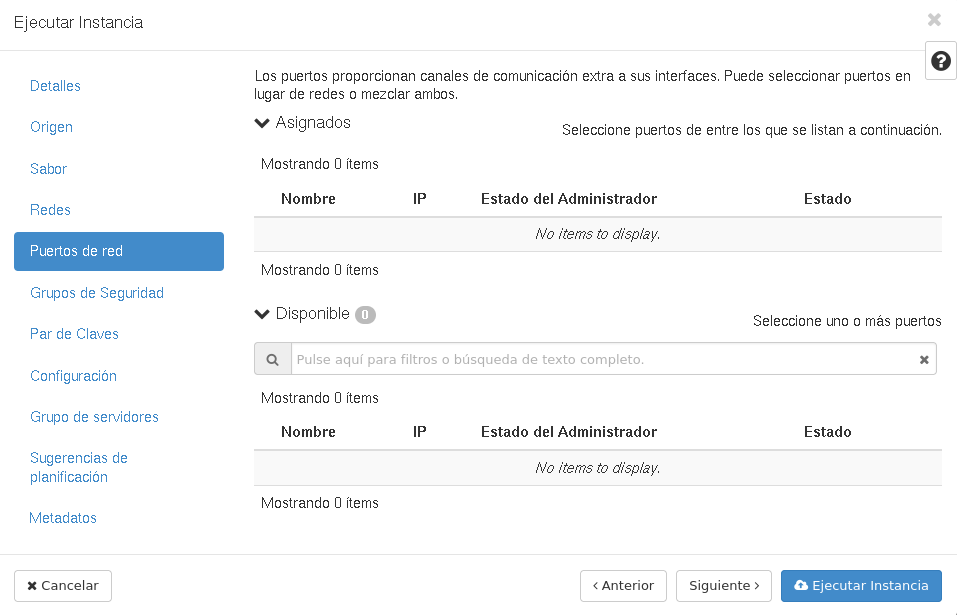 Ejecutar Instancia
Detalles
Origen
Sabor
Redes
Puertos de red
Grupos de Seguridad
Par de Claves
Configuración
Grupo de servidores
Sugerencias de
planificación
Metadatos
Los puertos proporcionan canales de comunicación extra a sus interfaces. Puede seleccionar puertos en
lugar de redes o mezclar ambos.
Asignados
Seleccione puertos de entre los que se listan a continuación.
Mostrando 0 ítems
Nombre IP Estado del Administrador Estado
No items to display.
Mostrando 0 ítems
Disponible 0
Seleccione uno o más puertos
Pulse aquí para filtros o búsqueda de texto completo.
Mostrando 0 ítems
Nombre IP Estado del Administrador Estado
No items to display.
Mostrando 0 ítems
Cancelar
‹ Anterior
Siguiente ›
Ejecutar Instancia